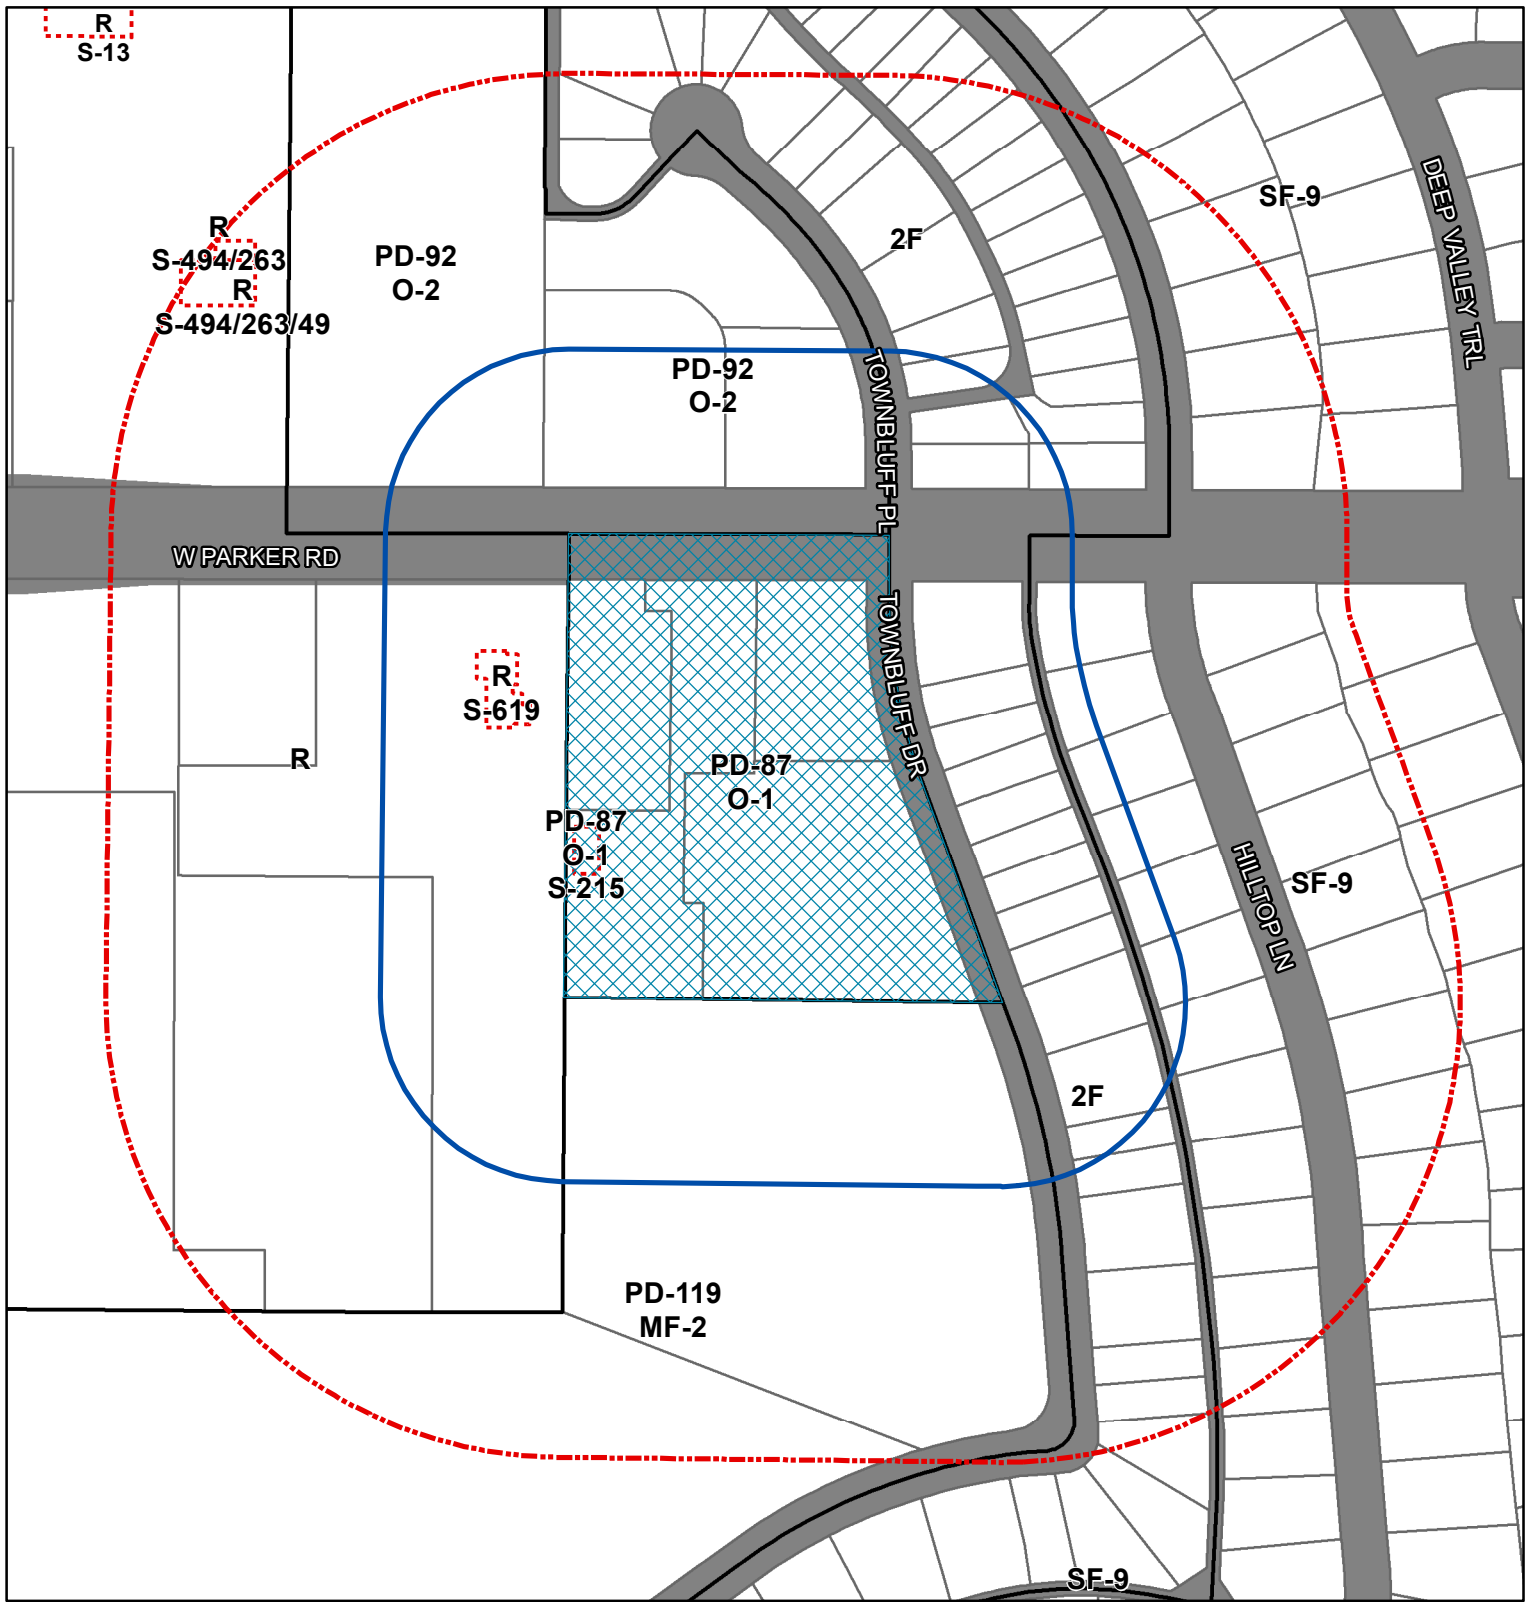 R
S-13
SF-9
DEEP VALLEY TRL
R
S-494/263
R
S-494/263/49
PD-92
O-2
2F
PD-92
O-2
TOWNBLUFF PL
W PARKER RD
TOWNBLUFF DR
R
S-619
R
PD-87
O-1
PD-87
O-1
S-215
HILLTOP LN
SF-9
2F
PD-119
MF-2
SF-9